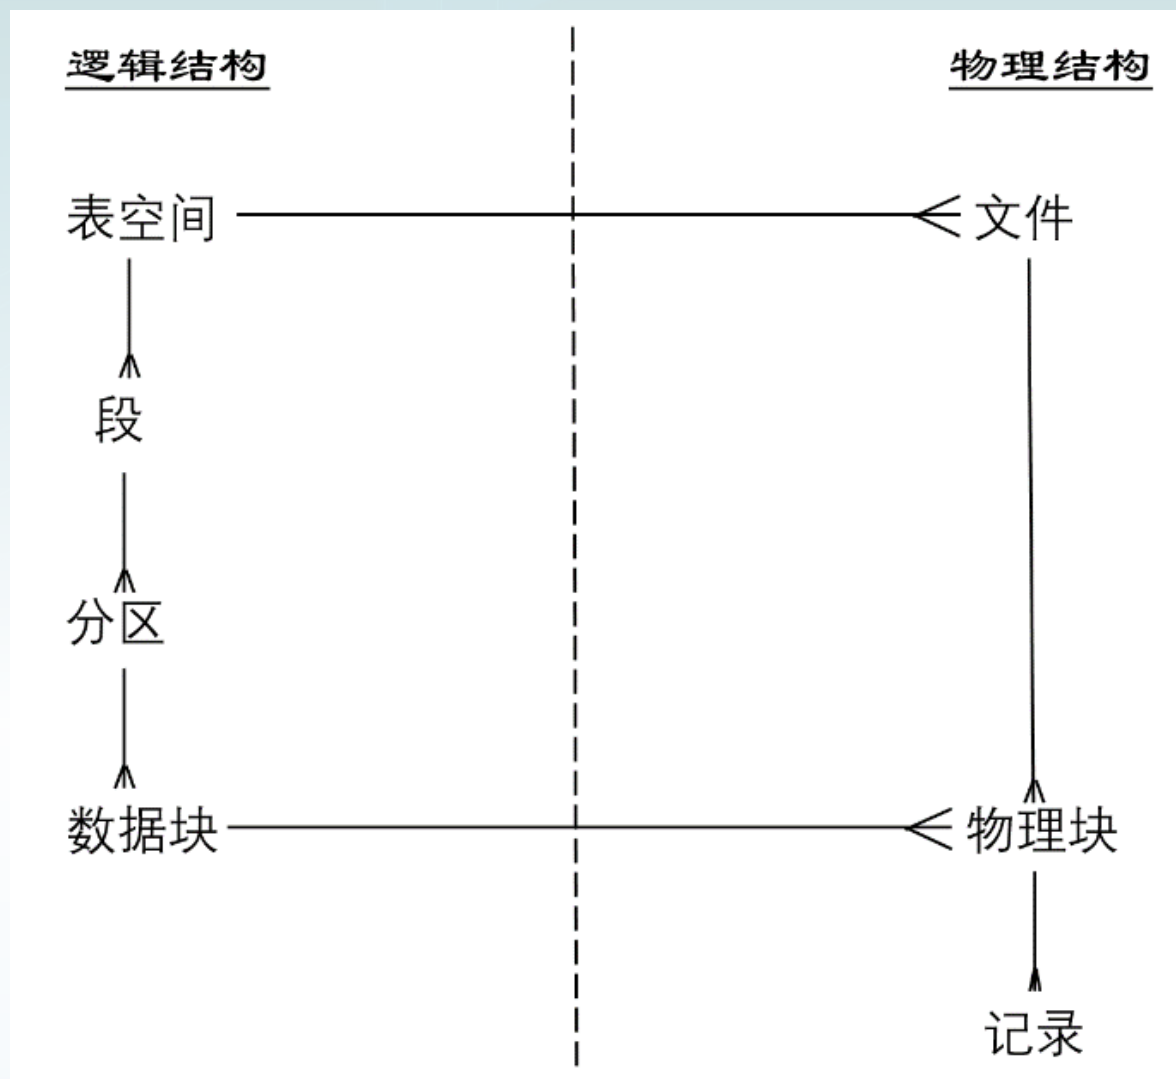 逻辑结构 物理结构
表空间 文件
段
分区
数据块 物理块
记录